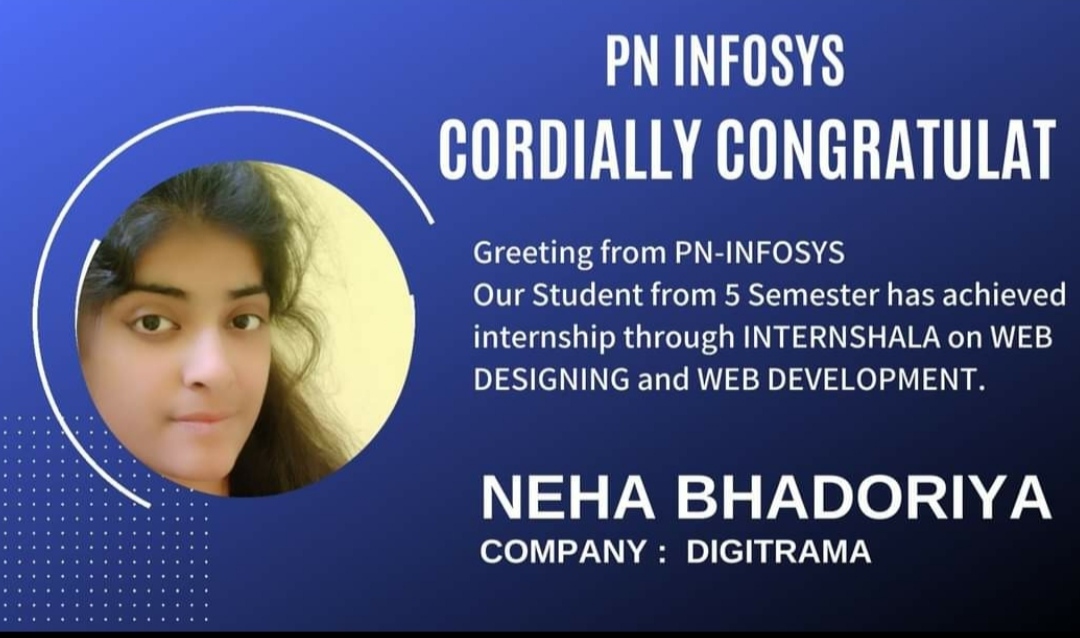 PN INFOSYS
CORDIALLY CONGRATULAT
Greeting from PN-INFOSYS
Our Student from 5 Semester has achieved
internship through INTERNSHALA on WEB
DESIGNING and WEB DEVELOPMENT.
NEHA BHADORIYA
COMPANY : DIGITRAMA